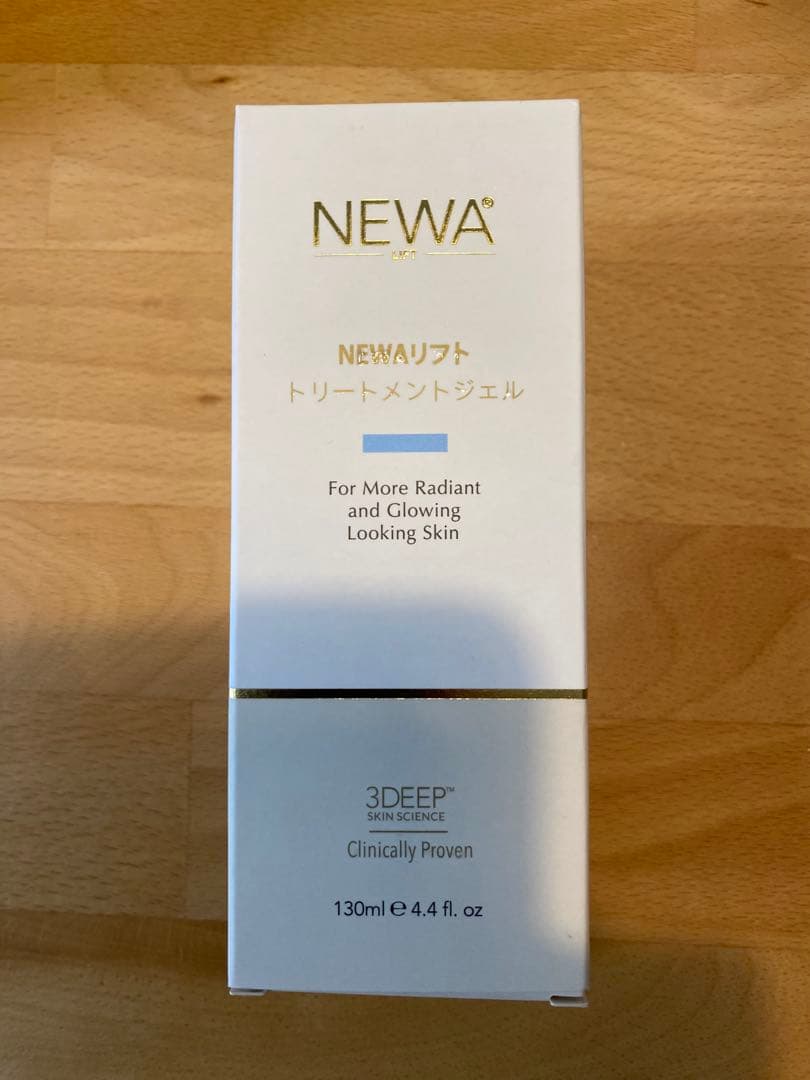 NEWA®
LIFT
NEWAリフト
トリートメントジェル
For More Radiant
and Glowing
Looking Skin
3DEEP™
SKIN SCIENCE
Clinically Proven
130ml ℮ 4.4 fl. oz